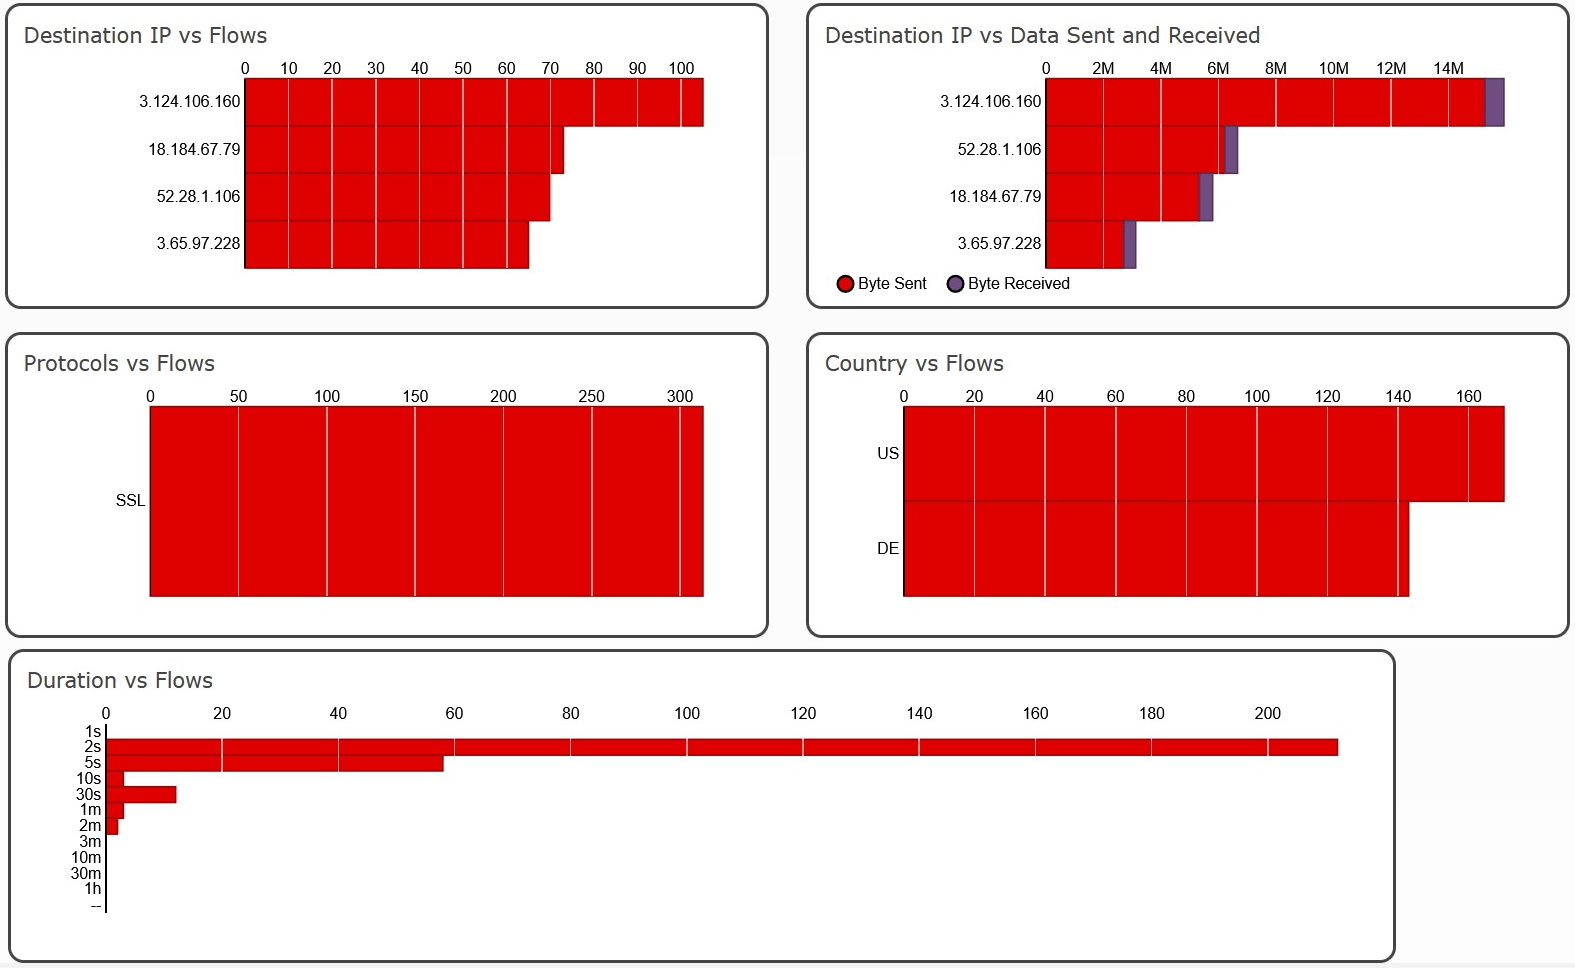 Destination IP vs Flows
0 10 20 30 40 50 60 70 80 90 100
3.124.106.160
18.184.67.79
52.28.1.106
3.65.97.228
Destination IP vs Data Sent and Received
0 2M 4M 6M 8M 10M 12M 14M
3.124.106.160
52.28.1.106
18.184.67.79
3.65.97.228
Byte Sent Byte Received
Protocols vs Flows
0 50 100 150 200 250 300
SSL
Country vs Flows
0 20 40 60 80 100 120 140 160
US
DE
Duration vs Flows
0 20 40 60 80 100 120 140 160 180 200
1s
2s
5s
10s
30s
1m
2m
3m
10m
30m
1h
--